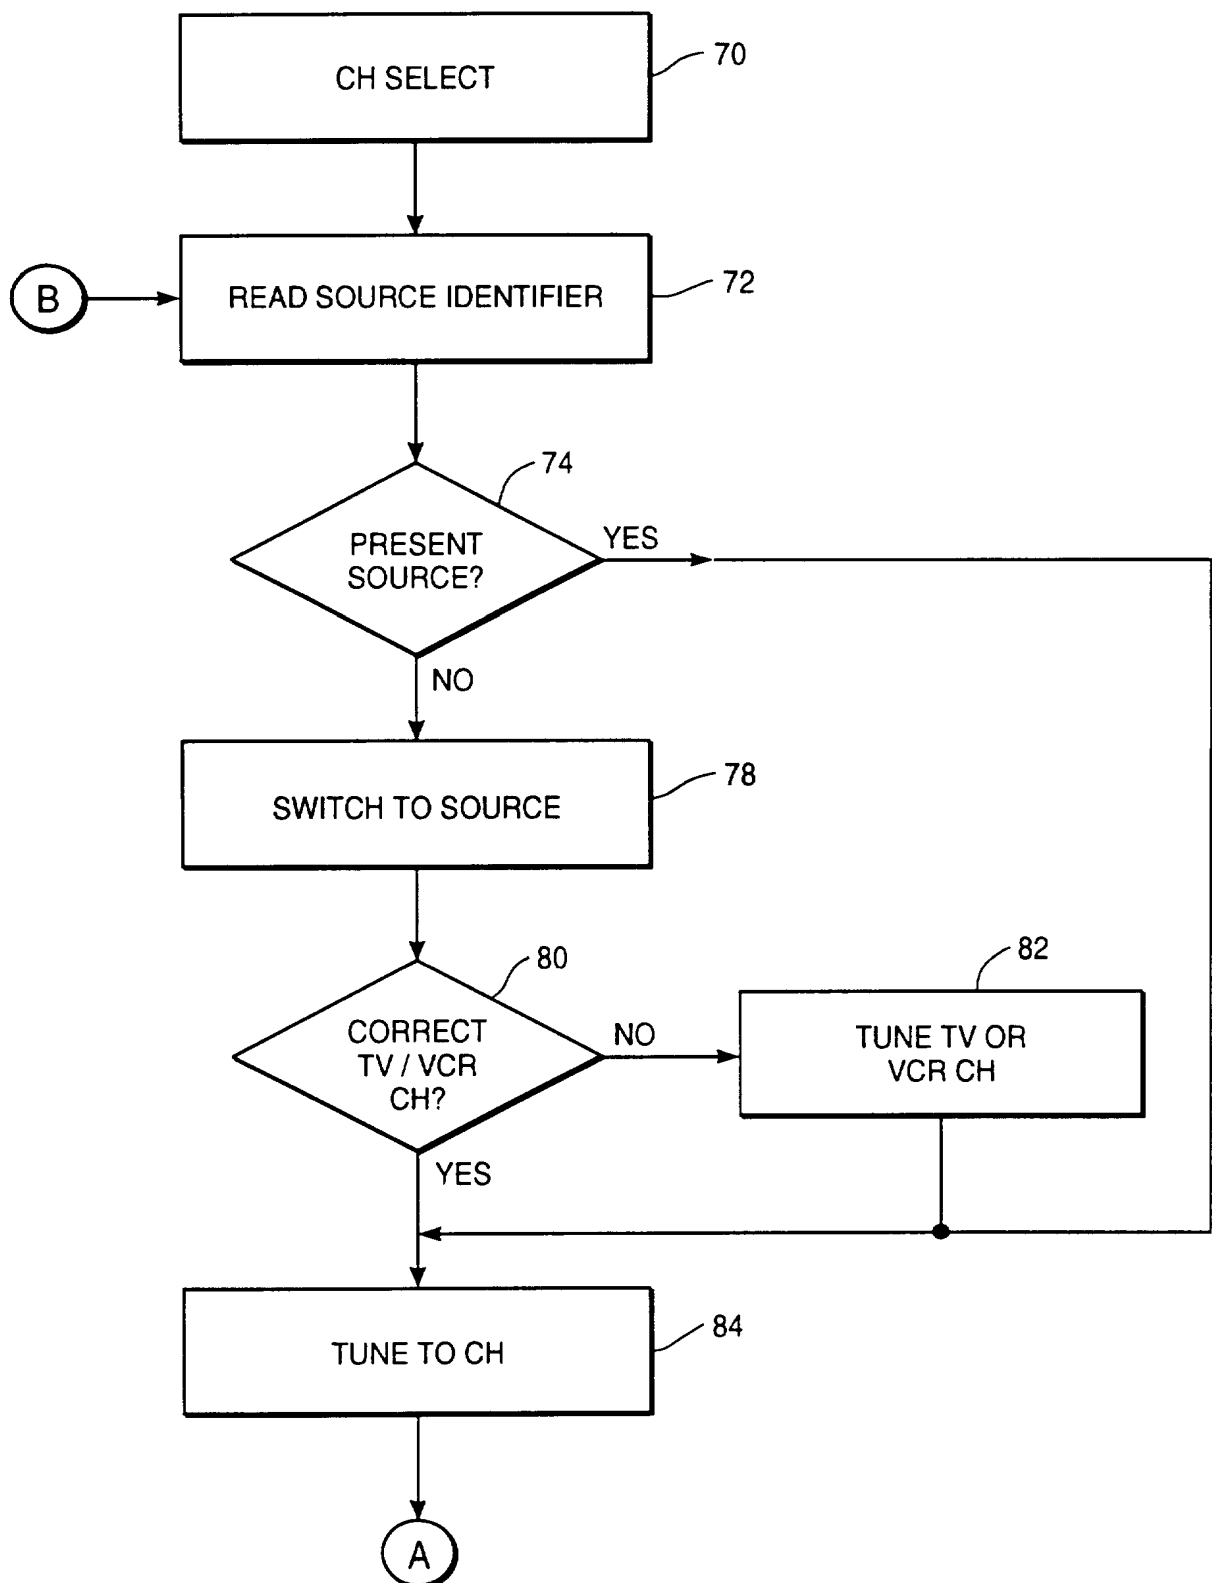 CH SELECT
70
B
READ SOURCE IDENTIFIER
72
74
PRESENT
SOURCE?
YES
NO
SWITCH TO SOURCE
78
80
CORRECT
TV / VCR
CH?
NO
82
TUNE TV OR
VCR CH
YES
TUNE TO CH
84
A